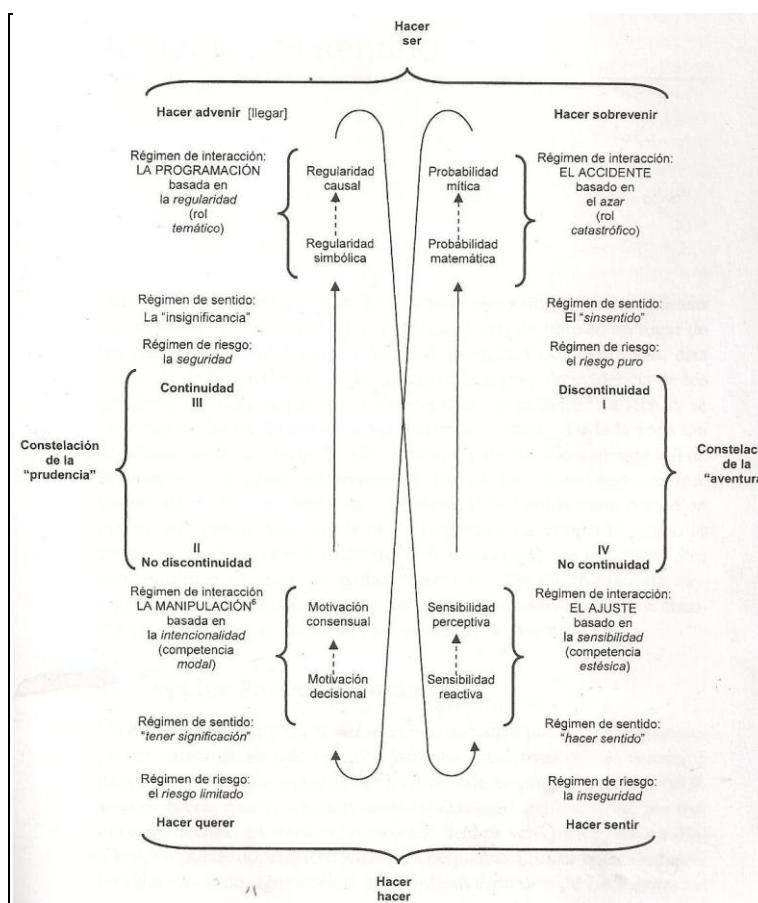 Hacer
ser
Hacer advenir [llegar]
Hacer sobrevenir
Régimen de interacción:
LA PROGRAMACIÓN
basada en
la regularidad
(rol
temático)
Regularidad
causal
Regularidad
simbólica
Probabilidad
mítica
Probabilidad
matemática
Régimen de interacción:
EL ACCIDENTE
basado en
el azar
(rol
catastrófico)
Régimen de sentido:
La "insignificancia"
Régimen de riesgo:
la seguridad
Régimen de sentido:
El "sinsentido"
Régimen de riesgo:
el riesgo puro
Continuidad
III
Discontinuidad
I
Constelación
de la
"prudencia"
Constelac
de la
"aventura
II
No discontinuidad
IV
No continuidad
Régimen de interacción
LA MANIPULACIÓN⁶
basada en
la intencionalidad
(competencia
modal)
Motivación
consensual
Motivación
decisional
Sensibilidad
perceptiva
Sensibilidad
reactiva
Régimen de interacción:
EL AJUSTE
basado en
la sensibilidad
(competencia
estésica)
Régimen de sentido:
"tener significación"
Régimen de riesgo:
el riesgo limitado
Régimen de sentido:
"hacer sentido"
Régimen de riesgo:
la inseguridad
Hacer querer
Hacer sentir
Hacer
hacer